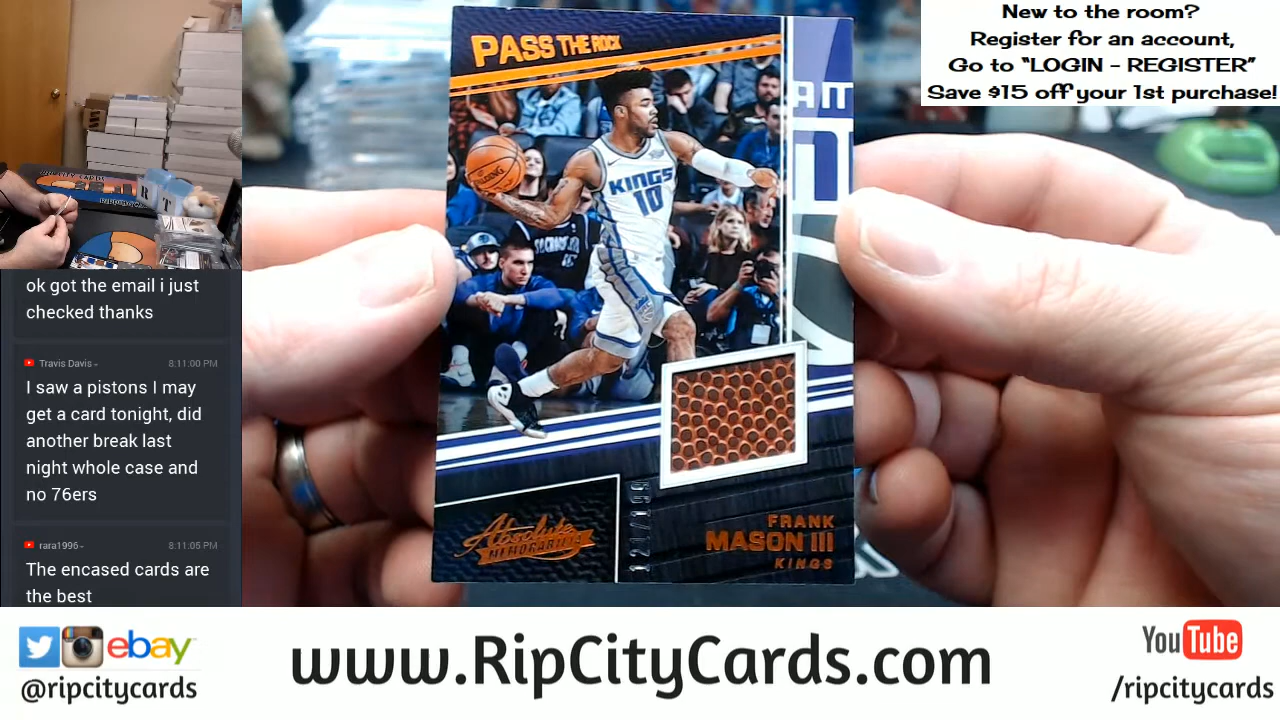 New to the room?
Register for an account,
Go to “LOGIN - REGISTER”
Save $15 off your 1st purchase!
PASS THE ROCK
SPALDING
KINGS
10
Absolute
MEMORABILIA
FRANK
MASON III
KINGS
ok got the email i just
checked thanks
Travis Davis
8:11:00 PM
I saw a pistons I may
get a card tonight, did
another break last
night whole case and
no 76ers
rara1996
8:11:05 PM
The encased cards are
the best
ebay
@ripcitycards
www.RipCityCards.com
YouTube
/ripcitycards